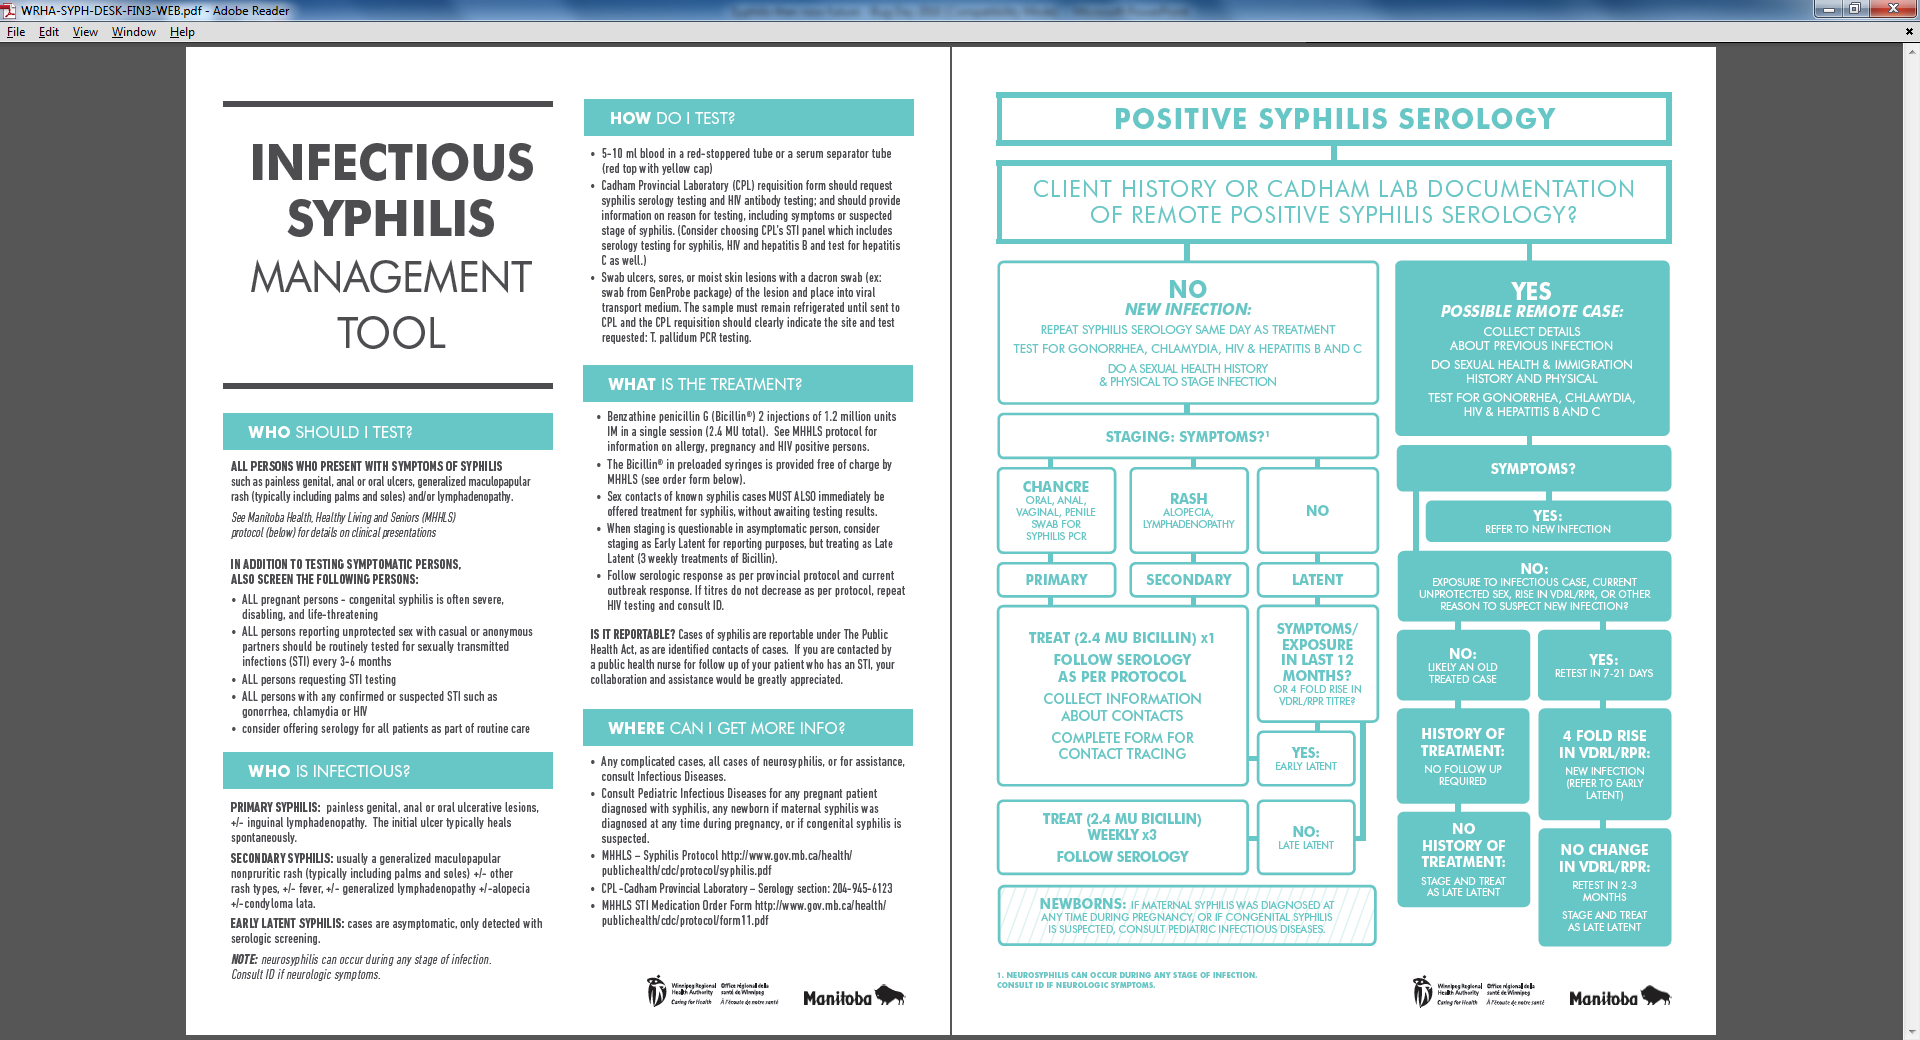 WRHA-SYPH-DESK-FIN3-WEB.pdf - Adobe Reader
File Edit View Window Help
INFECTIOUS
SYPHILIS
MANAGEMENT
TOOL
WHO SHOULD I TEST?
ALL PERSONS WHO PRESENT WITH SYMPTOMS OF SYPHILIS
such as painless genital, anal or oral ulcers, generalized maculopapular
rash (typically including palms and soles) and/or lymphadenopathy.
See Manitoba Health, Healthy Living and Seniors (MHHLS)
protocol (below) for details on clinical presentations
IN ADDITION TO TESTING SYMPTOMATIC PERSONS,
ALSO SCREEN THE FOLLOWING PERSONS:
• ALL pregnant persons - congenital syphilis is often severe,
disabling, and life-threatening
• ALL persons reporting unprotected sex with casual or anonymous
partners should be routinely tested for sexually transmitted
infections (STI) every 3-6 months
• ALL persons requesting STI testing
• ALL persons with any confirmed or suspected STI such as
gonorrhea, chlamydia or HIV
• consider offering serology for all patients as part of routine care
WHO IS INFECTIOUS?
PRIMARY SYPHILIS: painless genital, anal or oral ulcerative lesions,
+/- inguinal lymphadenopathy. The initial ulcer typically heals
spontaneously.
SECONDARY SYPHILIS: usually a generalized maculopapular
nonpruritic rash (typically including palms and soles) +/- other
rash types, +/- fever, +/- generalized lymphadenopathy +/-alopecia
+/-condyloma lata.
EARLY LATENT SYPHILIS: cases are asymptomatic, only detected with
serologic screening.
NOTE: neurosyphilis can occur during any stage of infection.
Consult ID if neurologic symptoms.
HOW DO I TEST?
• 5-10 ml blood in a red-stoppered tube or a serum separator tube
(red top with yellow cap)
• Cadham Provincial Laboratory (CPL) requisition form should request
syphilis serology testing and HIV antibody testing; and should provide
information on reason for testing, including symptoms or suspected
stage of syphilis. (Consider choosing CPL's STI panel which includes
serology testing for syphilis, HIV and hepatitis B and test for hepatitis
C as well.)
• Swab ulcers, sores, or moist skin lesions with a dacron swab (ex:
swab from GenProbe package) of the lesion and place into viral
transport medium. The sample must remain refrigerated until sent to
CPL and the CPL requisition should clearly indicate the site and test
requested: T. pallidum PCR testing.
WHAT IS THE TREATMENT?
• Benzathine penicillin G (Bicillin®) 2 injections of 1.2 million units
IM in a single session (2.4 MU total). See MHHLS protocol for
information on allergy, pregnancy and HIV positive persons.
• The Bicillin® in preloaded syringes is provided free of charge by
MHHLS (see order form below).
• Sex contacts of known syphilis cases MUST ALSO immediately be
offered treatment for syphilis, without awaiting testing results.
• When staging is questionable in asymptomatic person, consider
staging as Early Latent for reporting purposes, but treating as Late
Latent (3 weekly treatments of Bicillin).
• Follow serologic response as per provincial protocol and current
outbreak response. If titres do not decrease as per protocol, repeat
HIV testing and consult ID.
IS IT REPORTABLE? Cases of syphilis are reportable under The Public
Health Act, as are identified contacts of cases. If you are contacted by
a public health nurse for follow up of your patient who has an STI, your
collaboration and assistance would be greatly appreciated.
WHERE CAN I GET MORE INFO?
• Any complicated cases, all cases of neurosyphilis, or for assistance,
consult Infectious Diseases.
• Consult Pediatric Infectious Diseases for any pregnant patient
diagnosed with syphilis, any newborn if maternal syphilis was
diagnosed at any time during pregnancy, or if congenital syphilis is
suspected.
• MHHLS – Syphilis Protocol http://www.gov.mb.ca/health/
publichealth/cdc/protocol/syphilis.pdf
• CPL -Cadham Provincial Laboratory – Serology section: 204-945-6123
• MHHLS STI Medication Order Form http://www.gov.mb.ca/health/
publichealth/cdc/protocol/form11.pdf
Winnipeg Regional Office régional de la
Health Authority santé de Winnipeg
Caring for Health À l'écoute de notre santé
Manitoba
POSITIVE SYPHILIS SEROLOGY
CLIENT HISTORY OR CADHAM LAB DOCUMENTATION
OF REMOTE POSITIVE SYPHILIS SEROLOGY?
NO
NEW INFECTION:
REPEAT SYPHILIS SEROLOGY SAME DAY AS TREATMENT
TEST FOR GONORRHEA, CHLAMYDIA, HIV & HEPATITIS B AND C
DO A SEXUAL HEALTH HISTORY
& PHYSICAL TO STAGE INFECTION
STAGING: SYMPTOMS?¹
CHANCRE
ORAL, ANAL,
VAGINAL, PENILE
SWAB FOR
SYPHILIS PCR
RASH
ALOPECIA,
LYMPHADENOPATHY
NO
PRIMARY
SECONDARY
LATENT
TREAT (2.4 MU BICILLIN) x1
FOLLOW SEROLOGY
AS PER PROTOCOL
COLLECT INFORMATION
ABOUT CONTACTS
COMPLETE FORM FOR
CONTACT TRACING
SYMPTOMS/
EXPOSURE
IN LAST 12
MONTHS?
OR 4 FOLD RISE IN
VDRL/RPR TITRE?
YES:
EARLY LATENT
TREAT (2.4 MU BICILLIN)
WEEKLY x3
FOLLOW SEROLOGY
NO:
LATE LATENT
NEWBORNS: IF MATERNAL SYPHILIS WAS DIAGNOSED AT
ANY TIME DURING PREGNANCY, OR IF CONGENITAL SYPHILIS
IS SUSPECTED, CONSULT PEDIATRIC INFECTIOUS DISEASES.
YES
POSSIBLE REMOTE CASE:
COLLECT DETAILS
ABOUT PREVIOUS INFECTION
DO SEXUAL HEALTH & IMMIGRATION
HISTORY AND PHYSICAL
TEST FOR GONORRHEA, CHLAMYDIA,
HIV & HEPATITIS B AND C
SYMPTOMS?
YES:
REFER TO NEW INFECTION
NO:
EXPOSURE TO INFECTIOUS CASE, CURRENT
UNPROTECTED SEX, RISE IN VDRL/RPR, OR OTHER
REASON TO SUSPECT NEW INFECTION?
NO:
LIKELY AN OLD
TREATED CASE
YES:
RETEST IN 7-21 DAYS
HISTORY OF
TREATMENT:
NO FOLLOW UP
REQUIRED
4 FOLD RISE
IN VDRL/RPR:
NEW INFECTION
(REFER TO EARLY
LATENT)
NO
HISTORY OF
TREATMENT:
STAGE AND TREAT
AS LATE LATENT
NO CHANGE
IN VDRL/RPR:
RETEST IN 2-3
MONTHS
STAGE AND TREAT
AS LATE LATENT
1. NEUROSYPHILIS CAN OCCUR DURING ANY STAGE OF INFECTION.
CONSULT ID IF NEUROLOGIC SYMPTOMS.
Winnipeg Regional Office régional de la
Health Authority santé de Winnipeg
Caring for Health À l'écoute de notre santé
Manitoba